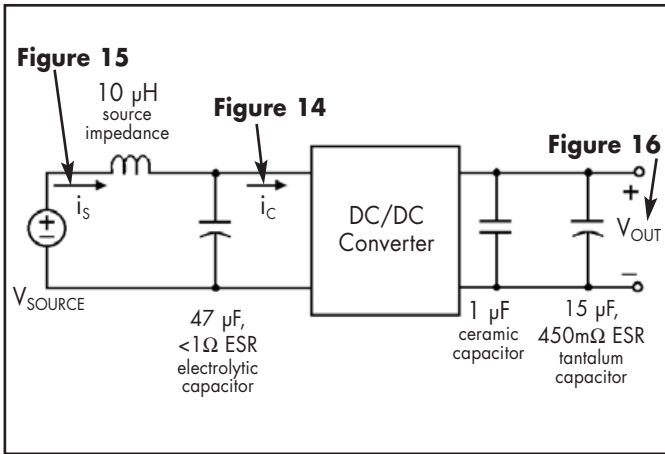 Figure 15
10 µH
source
impedance
Figure 14
Figure 16
iS
iC
DC/DC
Converter
+
VOUT
–
+
–
VSOURCE
47 µF,
<1Ω ESR
electrolytic
capacitor
1 µF
ceramic
capacitor
15 µF,
450mΩ ESR
tantalum
capacitor